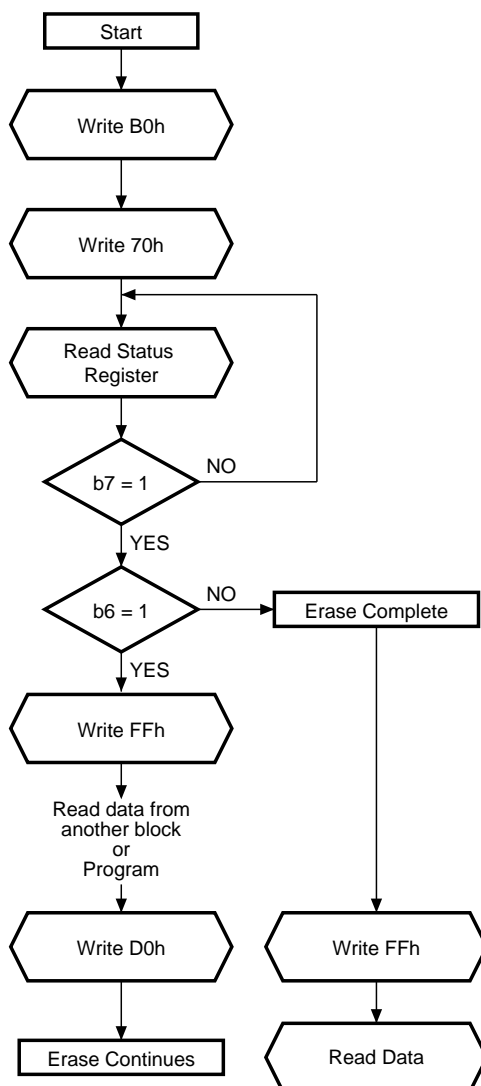 Start
Write B0h
Write 70h
Read Status
Register
b7 = 1
NO
YES
b6 = 1
NO
Erase Complete
YES
Write FFh
Read data from
another block
or
Program
Write D0h
Write FFh
Erase Continues
Read Data